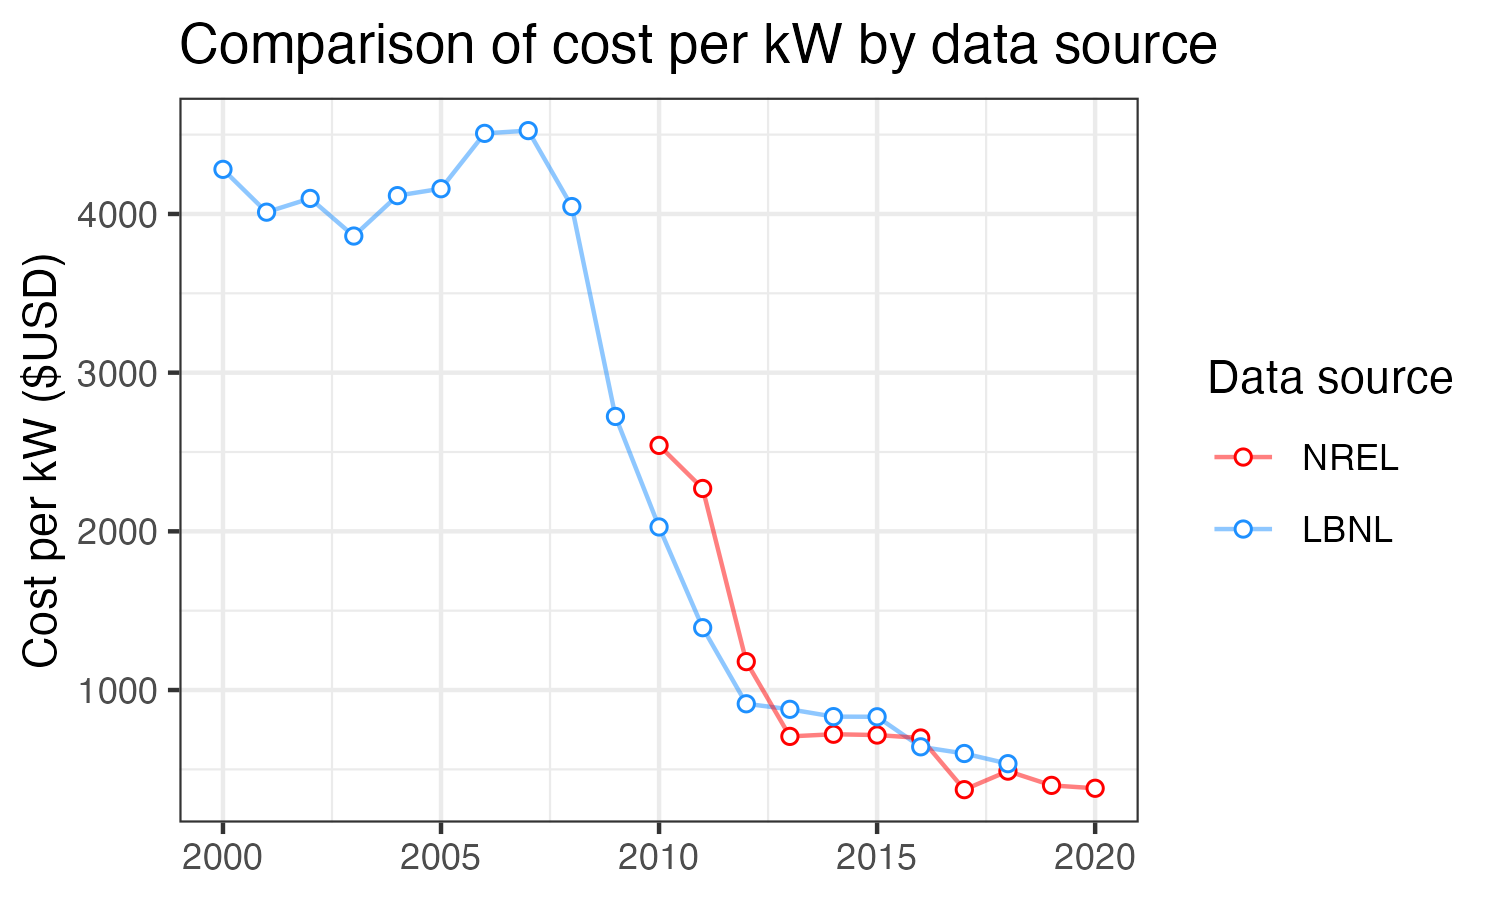 Comparison of cost per kW by data source
Cost per kW ($USD)
4000
3000
2000
1000
2000 2005 2010 2015 2020
Data source
NREL
LBNL